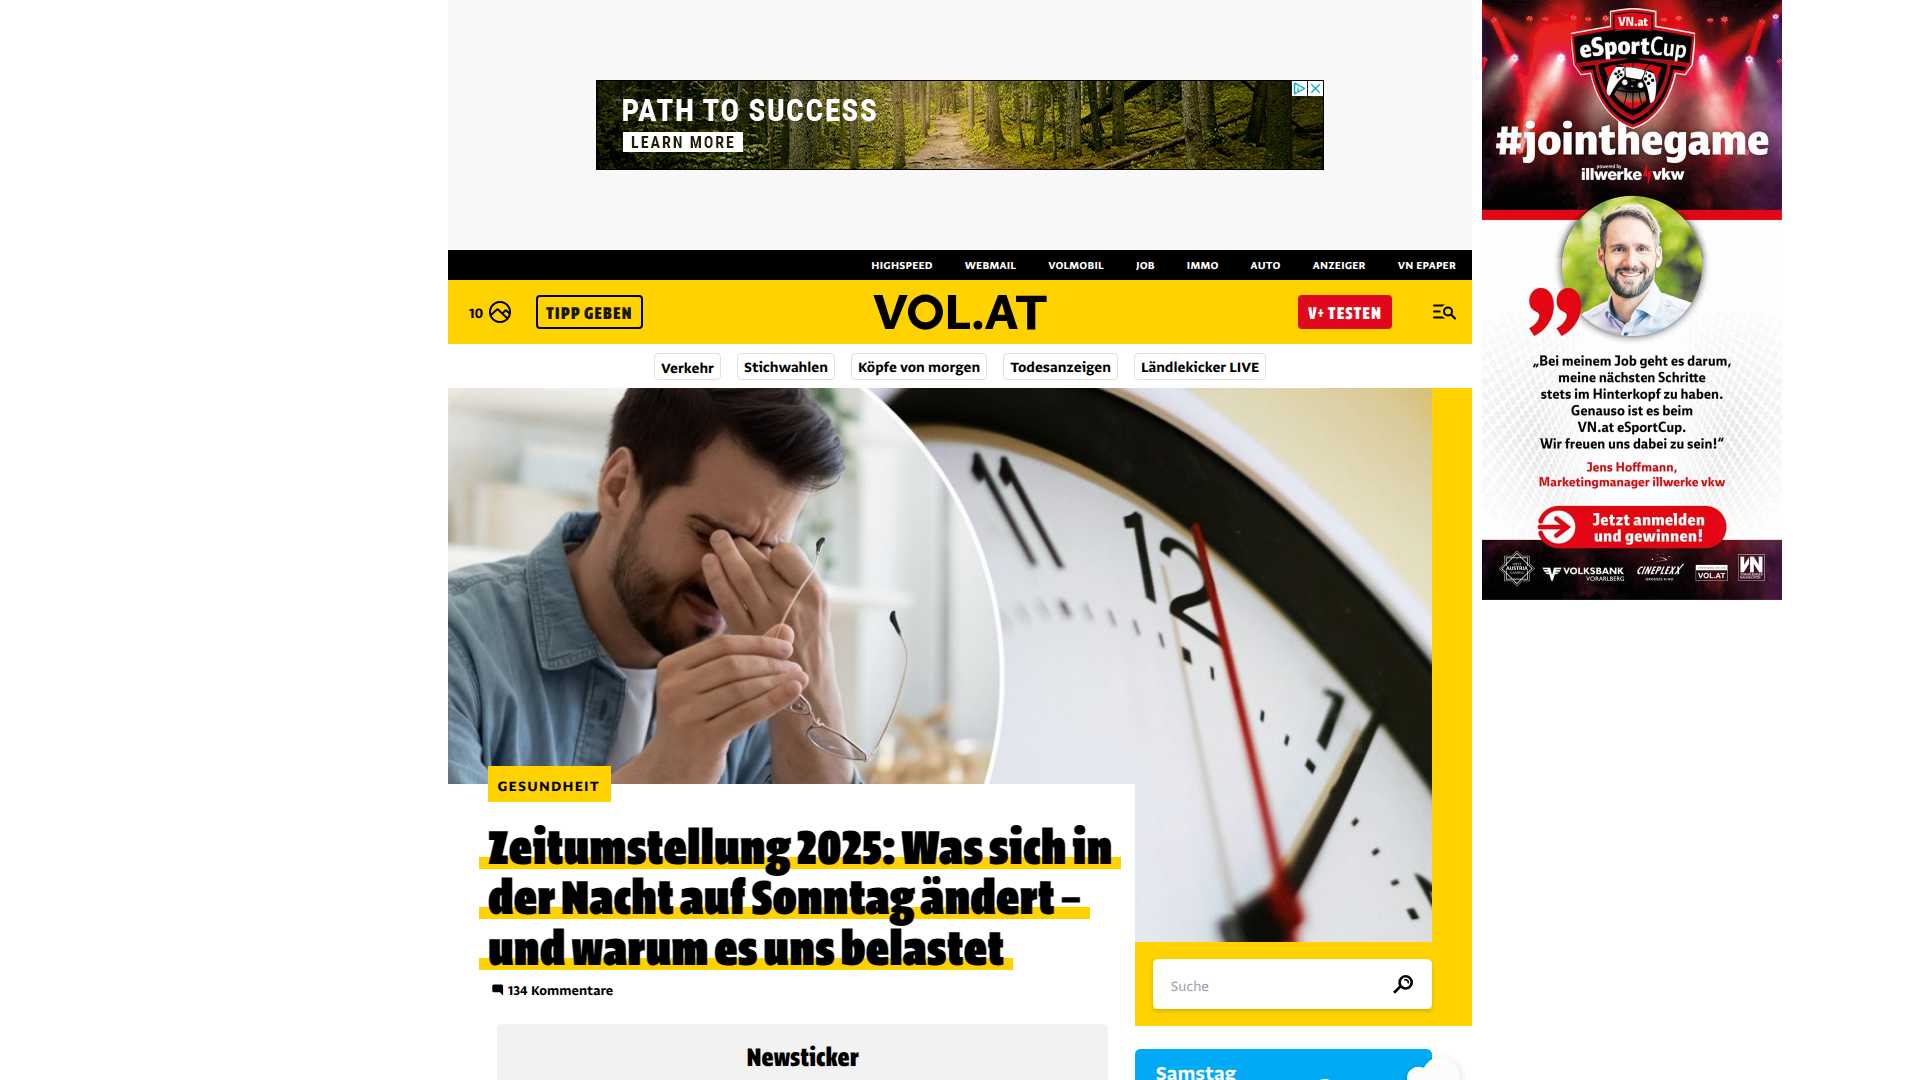 PATH TO SUCCESS
LEARN MORE
HIGHSPEED WEBMAIL VOLMOBIL JOB IMMO AUTO ANZEIGER VN EPAPER
10 TIPP GEBEN VOL.AT V+ TESTEN
Verkehr Stichwahlen Köpfe von morgen Todesanzeigen Ländlekicker LIVE
11
12
1
GESUNDHEIT
Zeitumstellung 2025: Was sich in
der Nacht auf Sonntag ändert –
und warum es uns belastet
134 Kommentare
Newsticker
Suche
Samstag
VN.at
eSportCup
#jointhegame
powered by
illwerke vkw
„Bei meinem Job geht es darum,
meine nächsten Schritte
stets im Hinterkopf zu haben.
Genauso ist es beim
VN.at eSportCup.
Wir freuen uns dabei zu sein!“
Jens Hoffmann,
Marketingmanager illwerke vkw
Jetzt anmelden
und gewinnen!
AUSTRIA
VOLKSBANK
VORARLBERG
CINEPLEXX
VOL.AT
VN